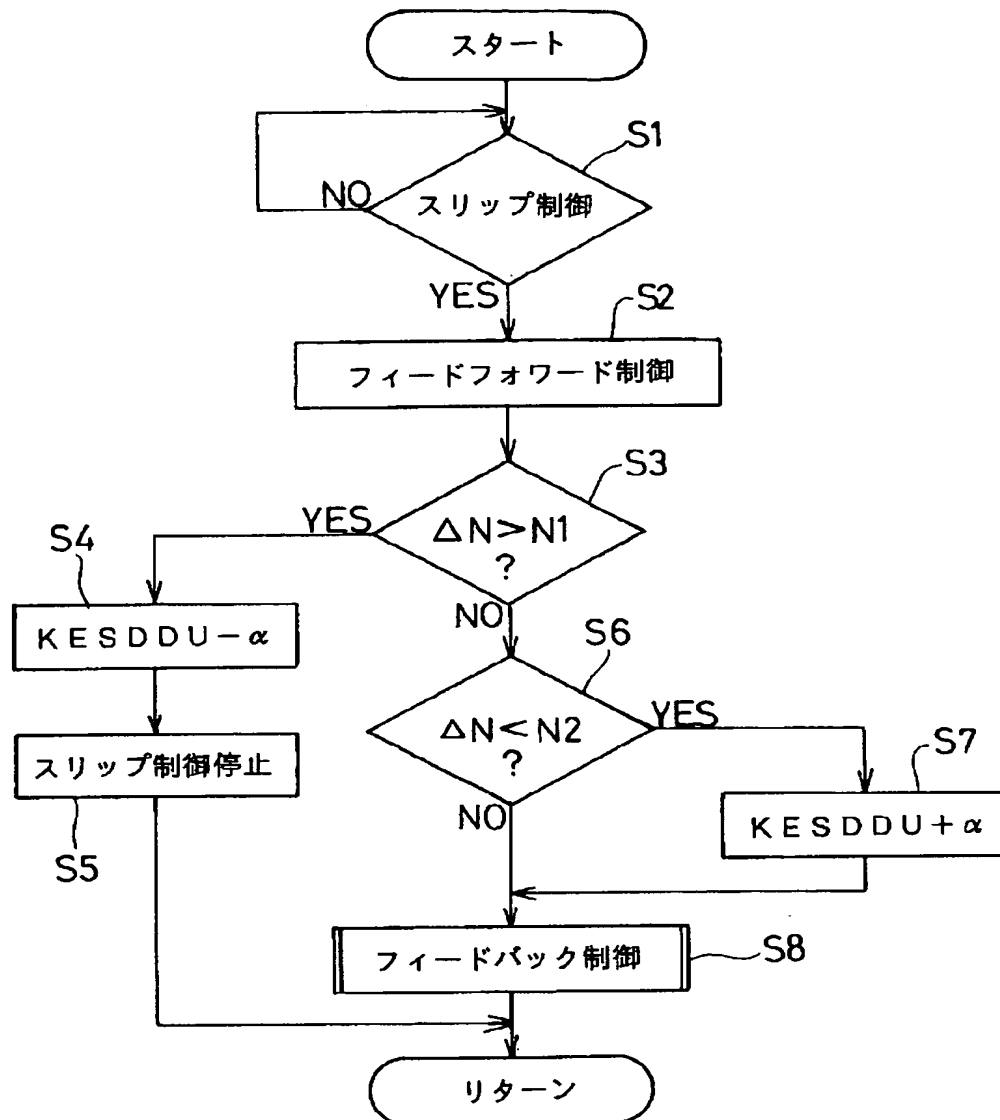 スタート
S1
NO
スリップ制御
YES
S2
フィードフォワード制御
S3
YES
△N>N1
?
S4
NO
KESDDU-α
S6
△N<N2
?
YES
S7
スリップ制御停止
NO
KESDDU+α
S5
フィードバック制御
S8
リターン